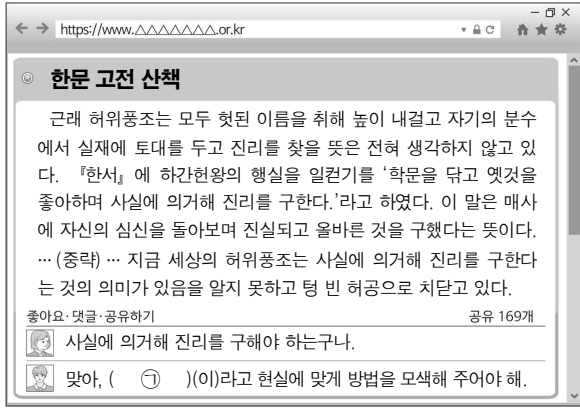 https://www.△△△△△△△.or.kr
한문 고전 산책
근래 허위풍조는 모두 헛된 이름을 취해 높이 내걸고 자기의 분수
에서 실재에 토대를 두고 진리를 찾을 뜻은 전혀 생각하지 않고 있
다. 『한서』에 하간헌왕의 행실을 일컫기를 ‘학문을 닦고 옛것을
좋아하며 사실에 의거해 진리를 구한다.’라고 하였다. 이 말은 매사
에 자신의 심신을 돌아보며 진실되고 올바른 것을 구했다는 뜻이다.
… (중략) … 지금 세상의 허위풍조는 사실에 의거해 진리를 구한다
는 것의 의미가 있음을 알지 못하고 텅 빈 허공으로 치닫고 있다.
좋아요·댓글·공유하기 공유 169개
사실에 의거해 진리를 구해야 하는구나.
맞아, ( ㉠ )(이)라고 현실에 맞게 방법을 모색해 주어야 해.